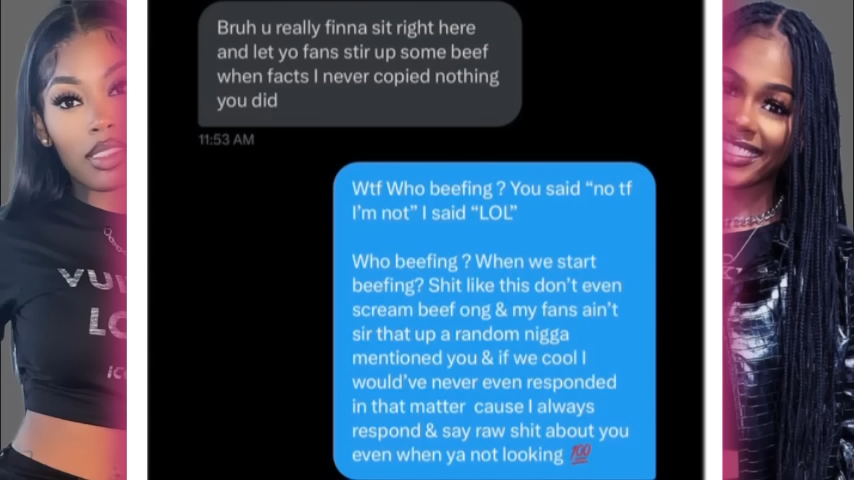 Bruh u really finna sit right here
and let yo fans stir up some beef
when facts I never copied nothing
you did
11:53 AM
Wtf Who beefing ? You said “no tf
I’m not” I said “LOL”
Who beefing ? When we start
beefing? Shit like this don’t even
scream beef ong & my fans ain’t
sir that up a random nigga
mentioned you & if we cool I
would’ve never even responded
in that matter cause I always
respond & say raw shit about you
even when ya not looking 💯